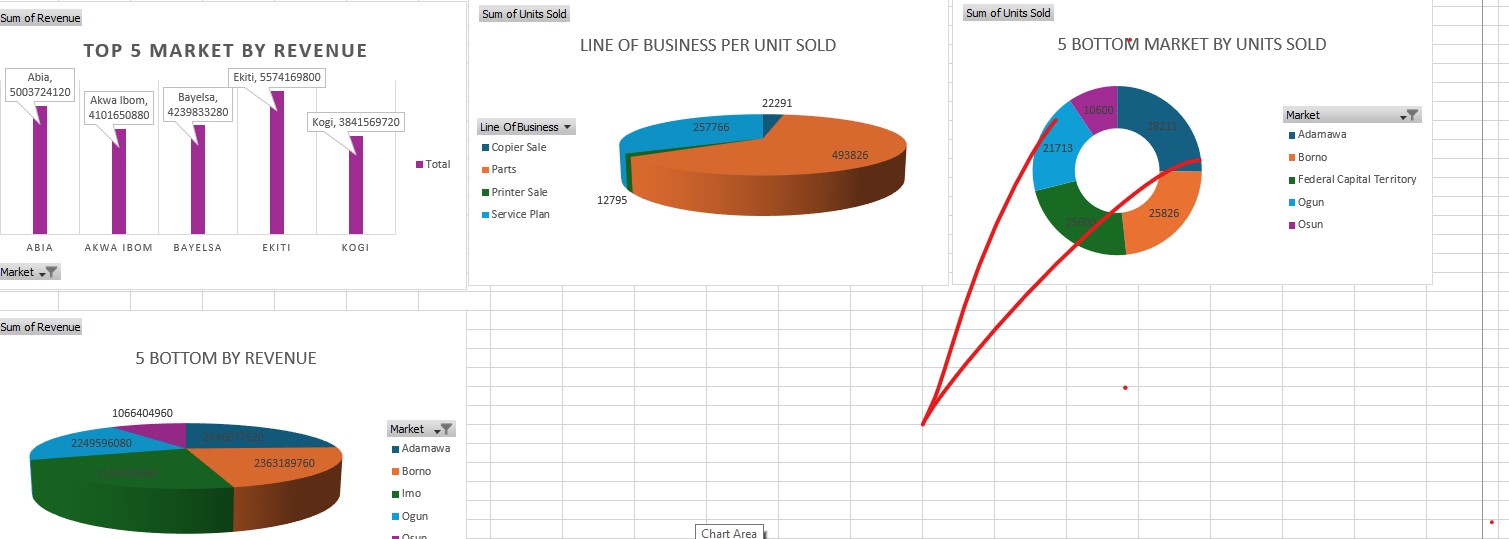 Sum of Revenue
TOP 5 MARKET BY REVENUE
Abia,
5003724120
Akwa Ibom,
4101650880
Bayelsa,
4239833280
Ekiti, 5574169800
Kogi, 3841569720
Total
ABIA
AKWA IBOM
BAYELSA
EKITI
KOGI
Market
Sum of Units Sold
LINE OF BUSINESS PER UNIT SOLD
22291
257766
493826
12795
Line Of Business
Copier Sale
Parts
Printer Sale
Service Plan
Sum of Units Sold
5 BOTTOM MARKET BY UNITS SOLD
10600
21713
25826
Market
Adamawa
Borno
Federal Capital Territory
Ogun
Osun
Sum of Revenue
5 BOTTOM BY REVENUE
1066404960
2249596080
2363189760
Market
Adamawa
Borno
Imo
Ogun
Osun
Chart Area